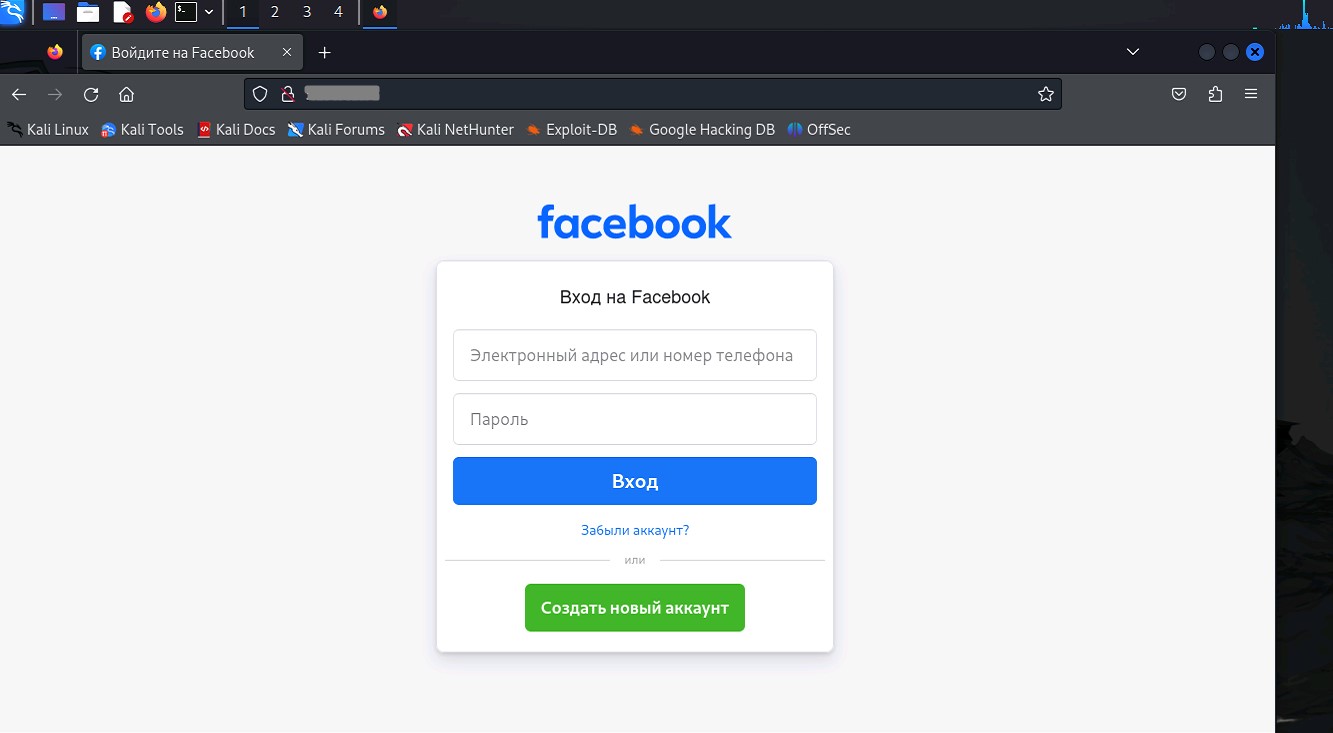 1 2 3 4
Войдите на Facebook
Kali Linux Kali Tools Kali Docs Kali Forums Kali NetHunter Exploit-DB Google Hacking DB OffSec
facebook
Вход на Facebook
Электронный адрес или номер телефона
Пароль
Вход
Забыли аккаунт?
или
Создать новый аккаунт